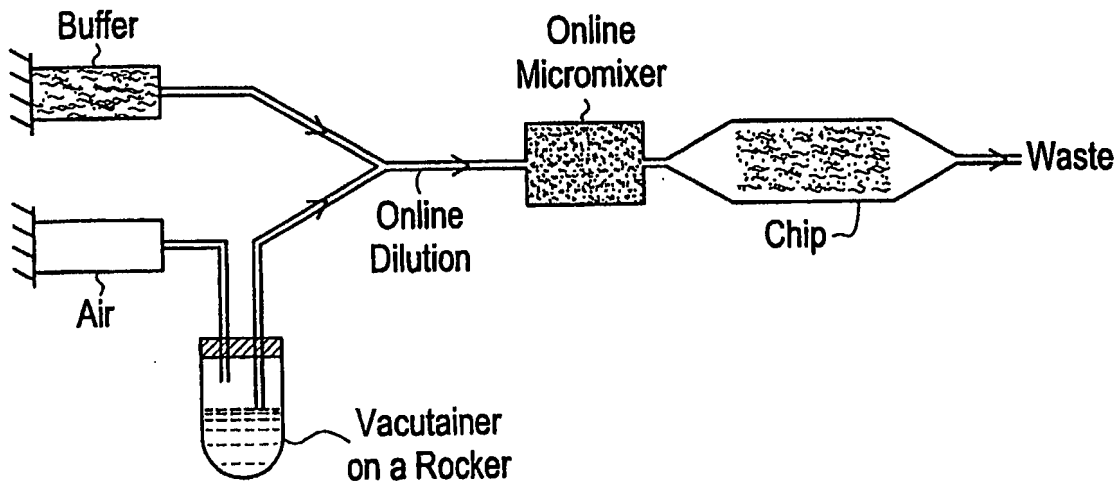 Buffer
Online
Micromixer
Waste
Online
Dilution
Chip
Air
Vacutainer
on a Rocker